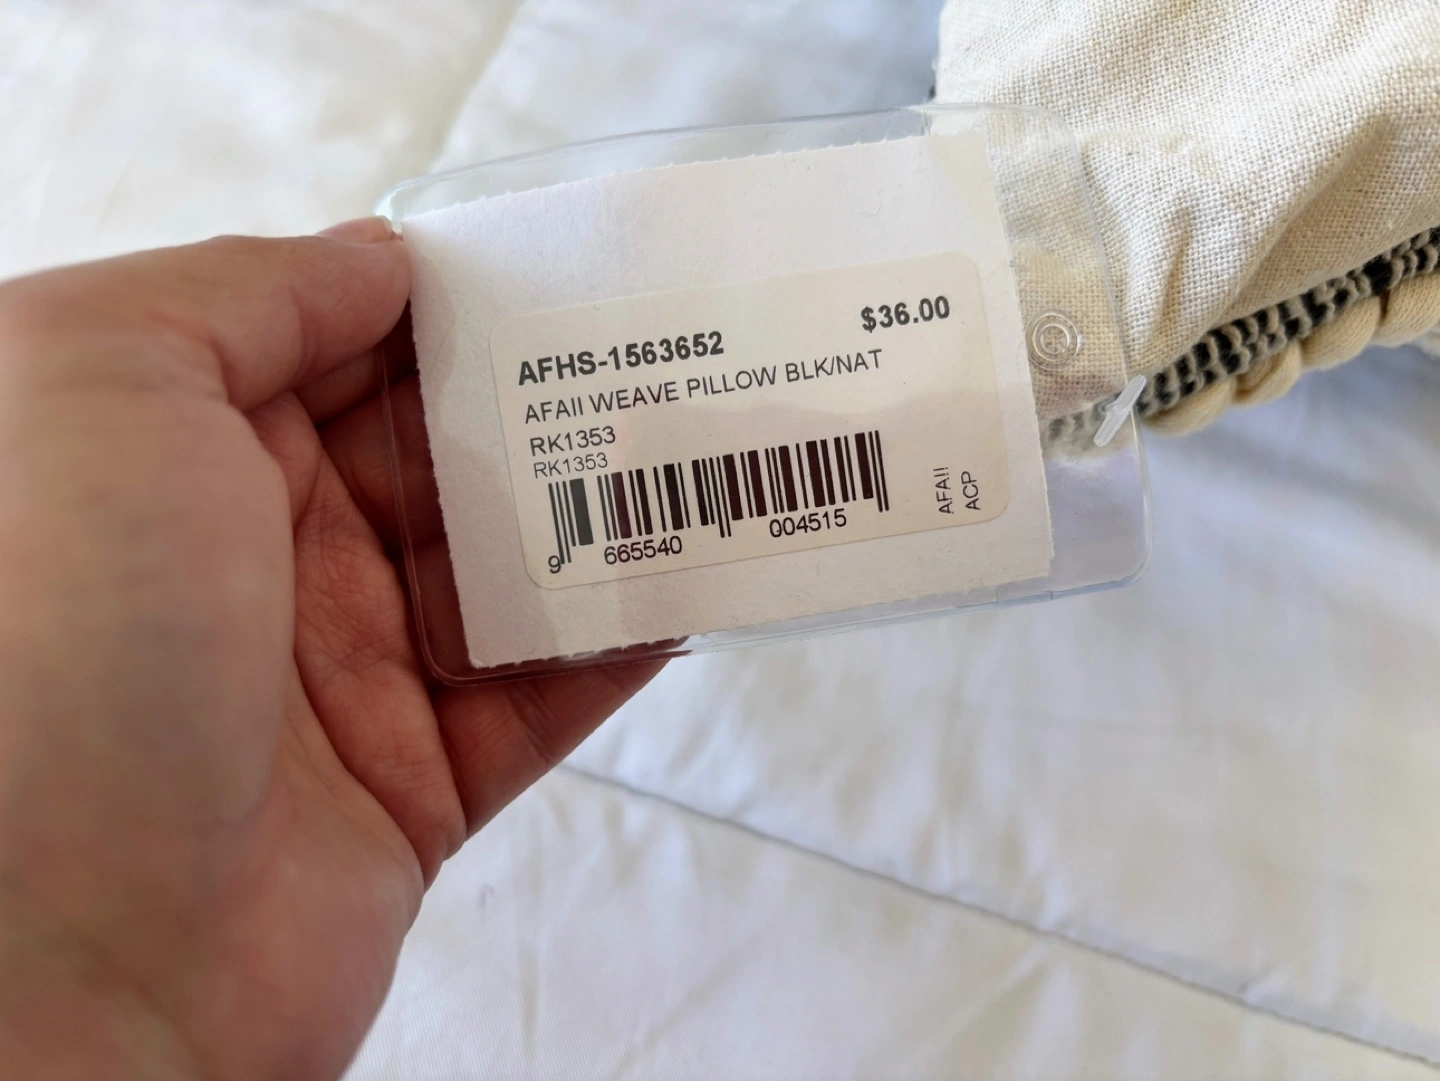 $36.00
AFHS-1563652
AFAII WEAVE PILLOW BLK/NAT
RK1353
RK1353
9 665540 004515
AFAII
ACP